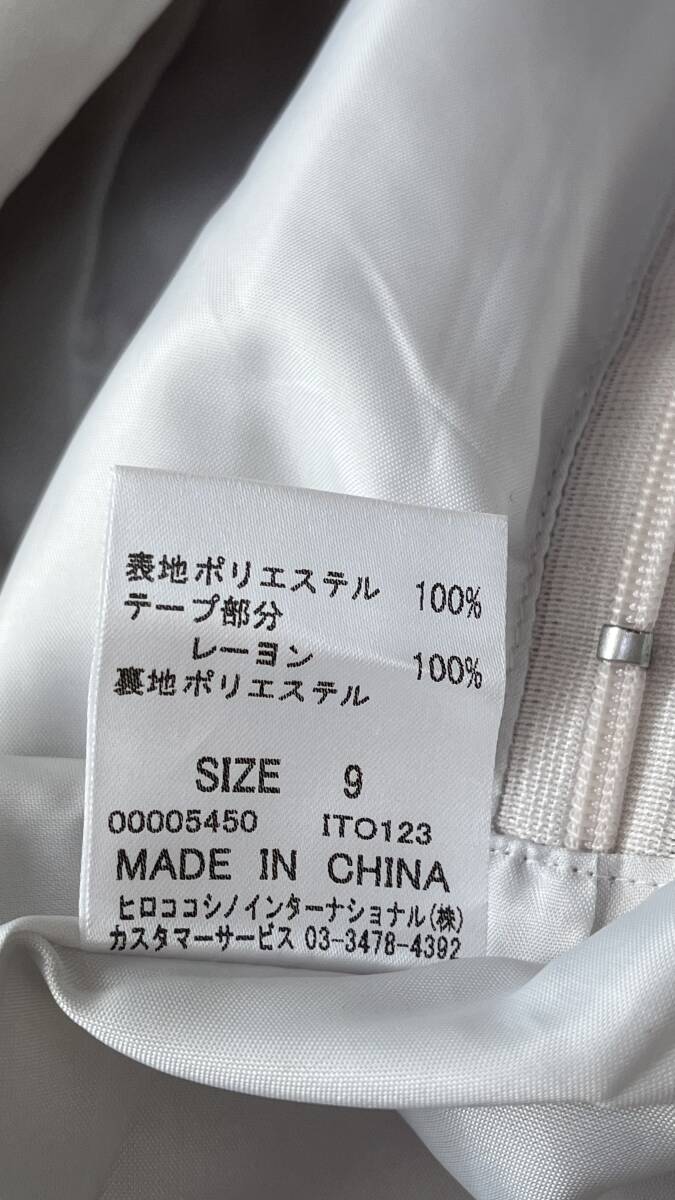 表地ポリエステル 100%
テープ部分
レーヨン 100%
裏地ポリエステル
SIZE 9
00005450 ITO123
MADE IN CHINA
ヒロココシノインターナショナル(株)
カスタマーサービス 03-3478-4392